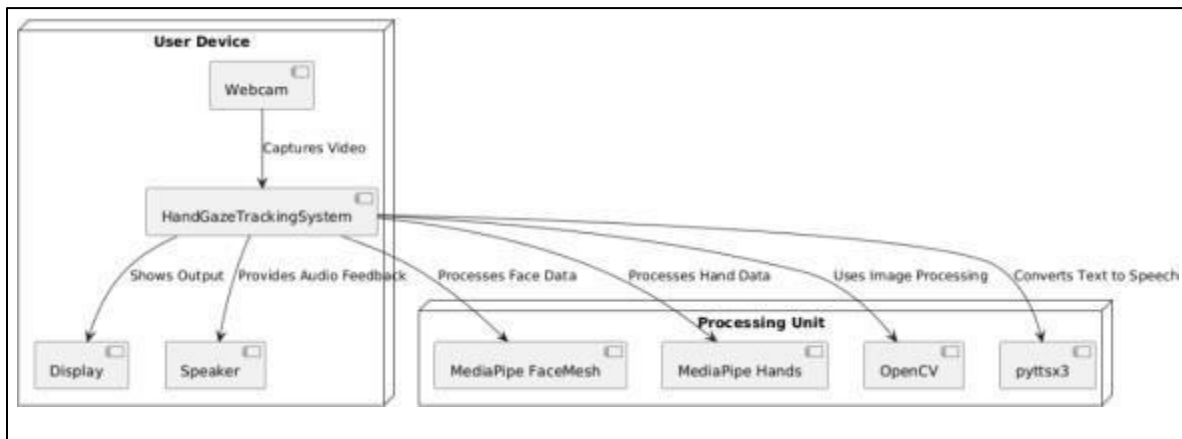 User Device
Webcam
Captures Video
HandGazeTrackingSystem
Shows Output
Provides Audio Feedback
Processes Face Data
Processes Hand Data
Uses Image Processing
Converts Text to Speech
Processing Unit
Display
Speaker
MediaPipe FaceMesh
MediaPipe Hands
OpenCV
pyttsx3